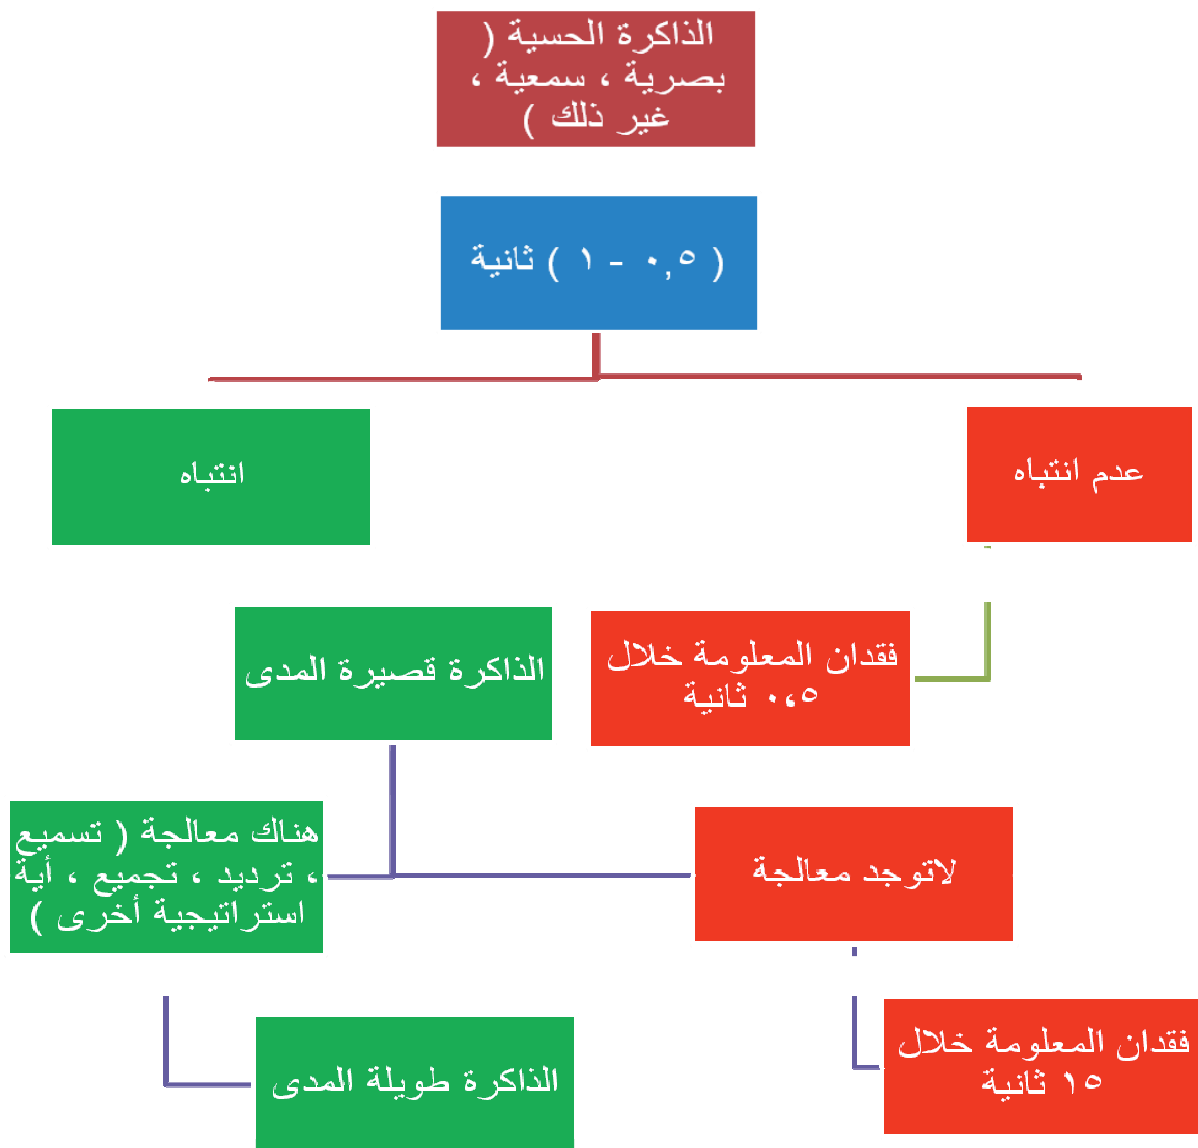 الذاكرة الحسية (
بصرية ، سمعية ،
غير ذلك )
( ٠,٥ - ١ ) ثانية
عدم انتباه
انتباه
فقدان المعلومة خلال
٠،٥ ثانية
الذاكرة قصيرة المدى
لاتوجد معالجة
هناك معالجة ( تسميع
، ترديد ، تجميع ، أية
استراتيجية أخرى )
فقدان المعلومة خلال
١٥ ثانية
الذاكرة طويلة المدى